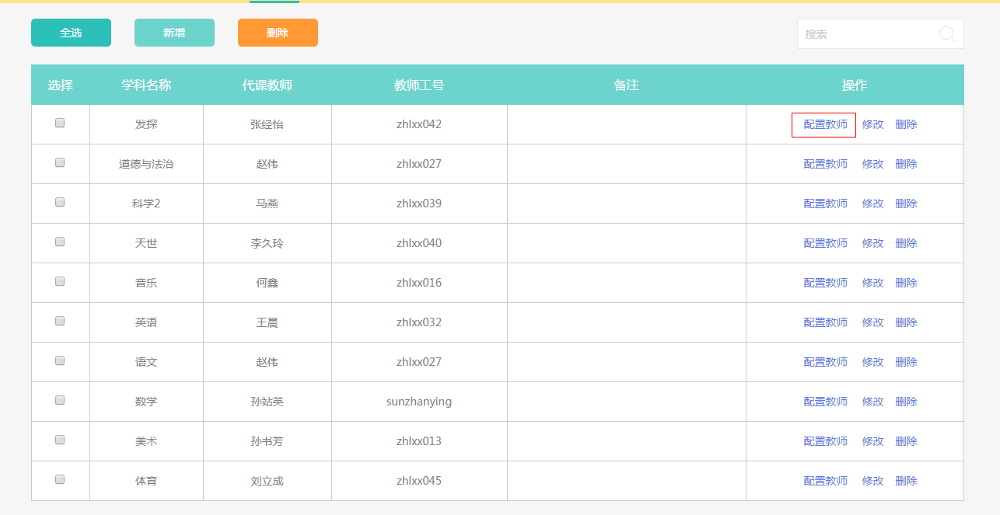 全选 新增 删除 搜索
选择 学科名称 代课教师 教师工号 备注 操作
发探 张经怡 zhlxx042 配置教师 修改 删除
道德与法治 赵伟 zhlxx027 配置教师 修改 删除
科学2 马燕 zhlxx039 配置教师 修改 删除
天世 李久玲 zhlxx040 配置教师 修改 删除
音乐 何鑫 zhlxx016 配置教师 修改 删除
英语 王晨 zhlxx032 配置教师 修改 删除
语文 赵伟 zhlxx027 配置教师 修改 删除
数学 孙站英 sunzhanying 配置教师 修改 删除
美术 孙书芳 zhlxx013 配置教师 修改 删除
体育 刘立成 zhlxx045 配置教师 修改 删除